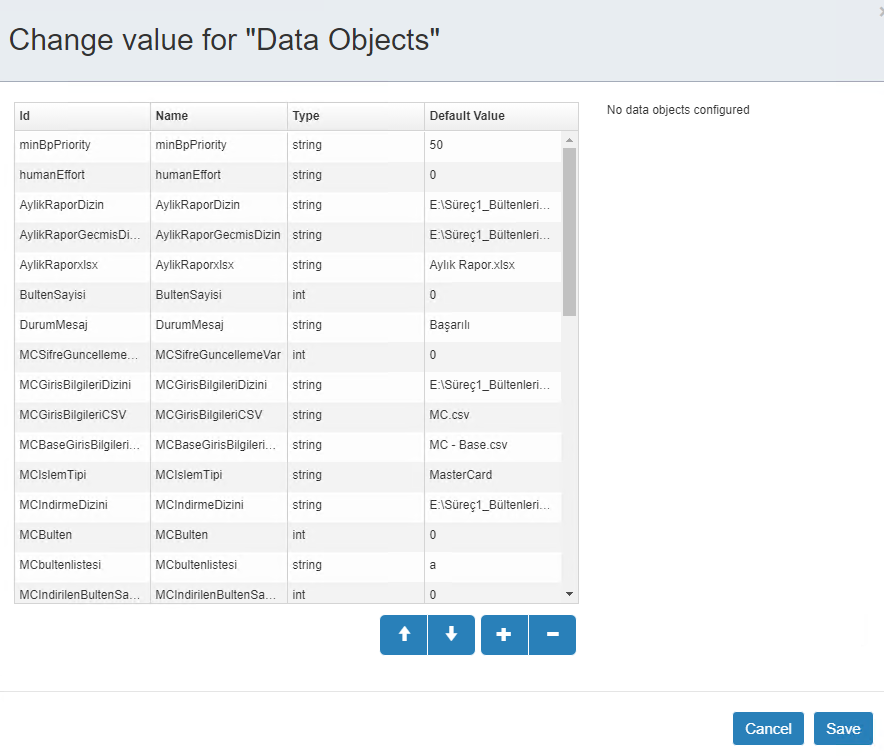 Change value for "Data Objects"
Id Name Type Default Value
No data objects configured
minBpPriority minBpPriority string 50
humanEffort humanEffort string 0
AylikRaporDizin AylikRaporDizin string E:\Süreç1_Bültenleri...
AylikRaporGecmisDi... AylikRaporGecmisDizin string E:\Süreç1_Bültenleri...
AylikRaporxlsx AylikRaporxlsx string Aylık Rapor.xlsx
BultenSayisi BultenSayisi int 0
DurumMesaj DurumMesaj string Başarılı
MCSifreGuncelleme... MCSifreGuncellemeVar int 0
MCGirisBilgileriDizini MCGirisBilgileriDizini string E:\Süreç1_Bültenleri...
MCGirisBilgileriCSV MCGirisBilgileriCSV string MC.csv
MCBaseGirisBilgileri... MCBaseGirisBilgileri... string MC - Base.csv
MCIslemTipi MCIslemTipi string MasterCard
MCIndirmeDizini MCIndirmeDizini string E:\Süreç1_Bültenleri...
MCBulten MCBulten int 0
MCbultenlistesi MCbultenlistesi string a
MCIndirilenBultenSa... MCIndirilenBultenSa... int 0
Cancel Save